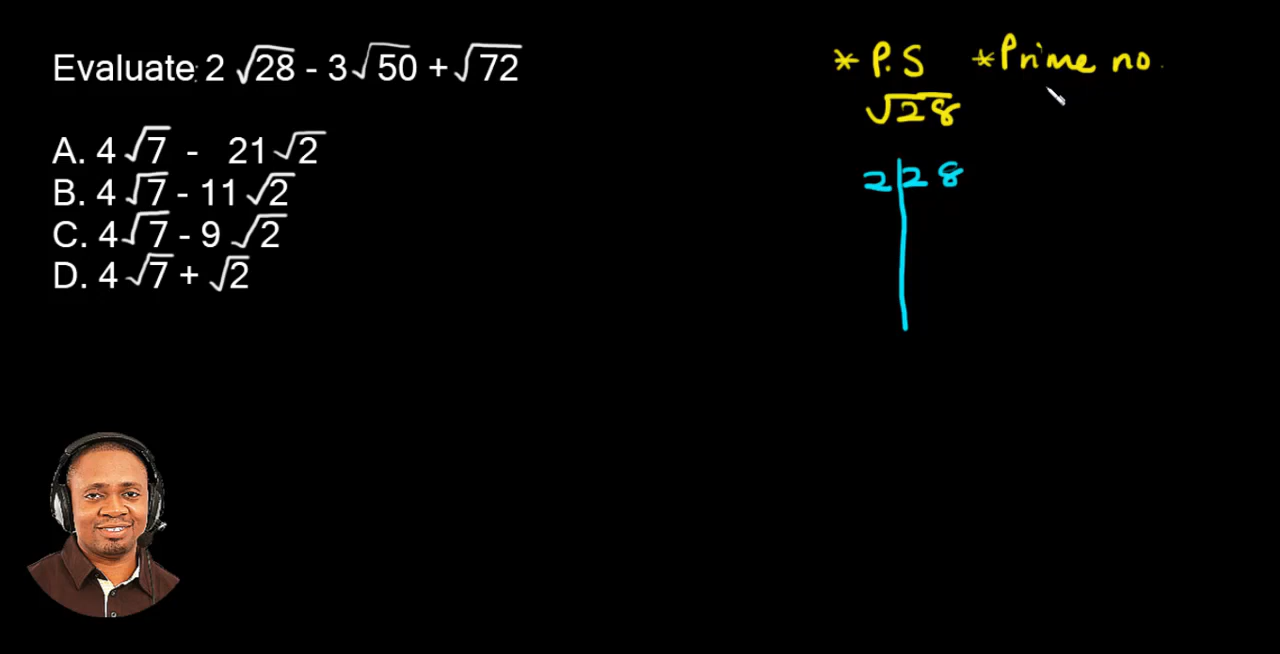 Evaluate: 2 √28 - 3√50 + √72
A. 4 √7 - 21 √2
B. 4 √7 - 11 √2
C. 4 √7 - 9 √2
D. 4 √7 + √2
* P.S * Prime no.
√28
2 | 28